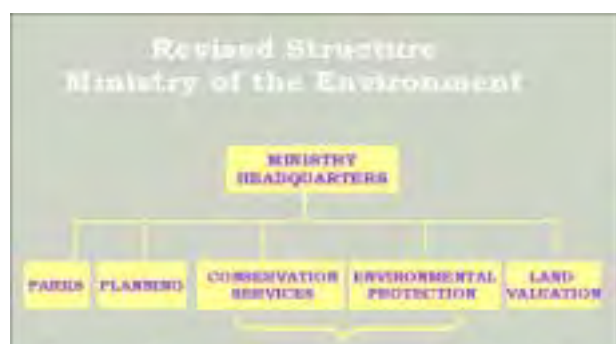 Revised Structure
Ministry of the Environment
MINISTRY
HEADQUARTERS
PARKS
PLANNING
CONSERVATION
SERVICES
ENVIRONMENTAL
PROTECTION
LAND
VALUATION